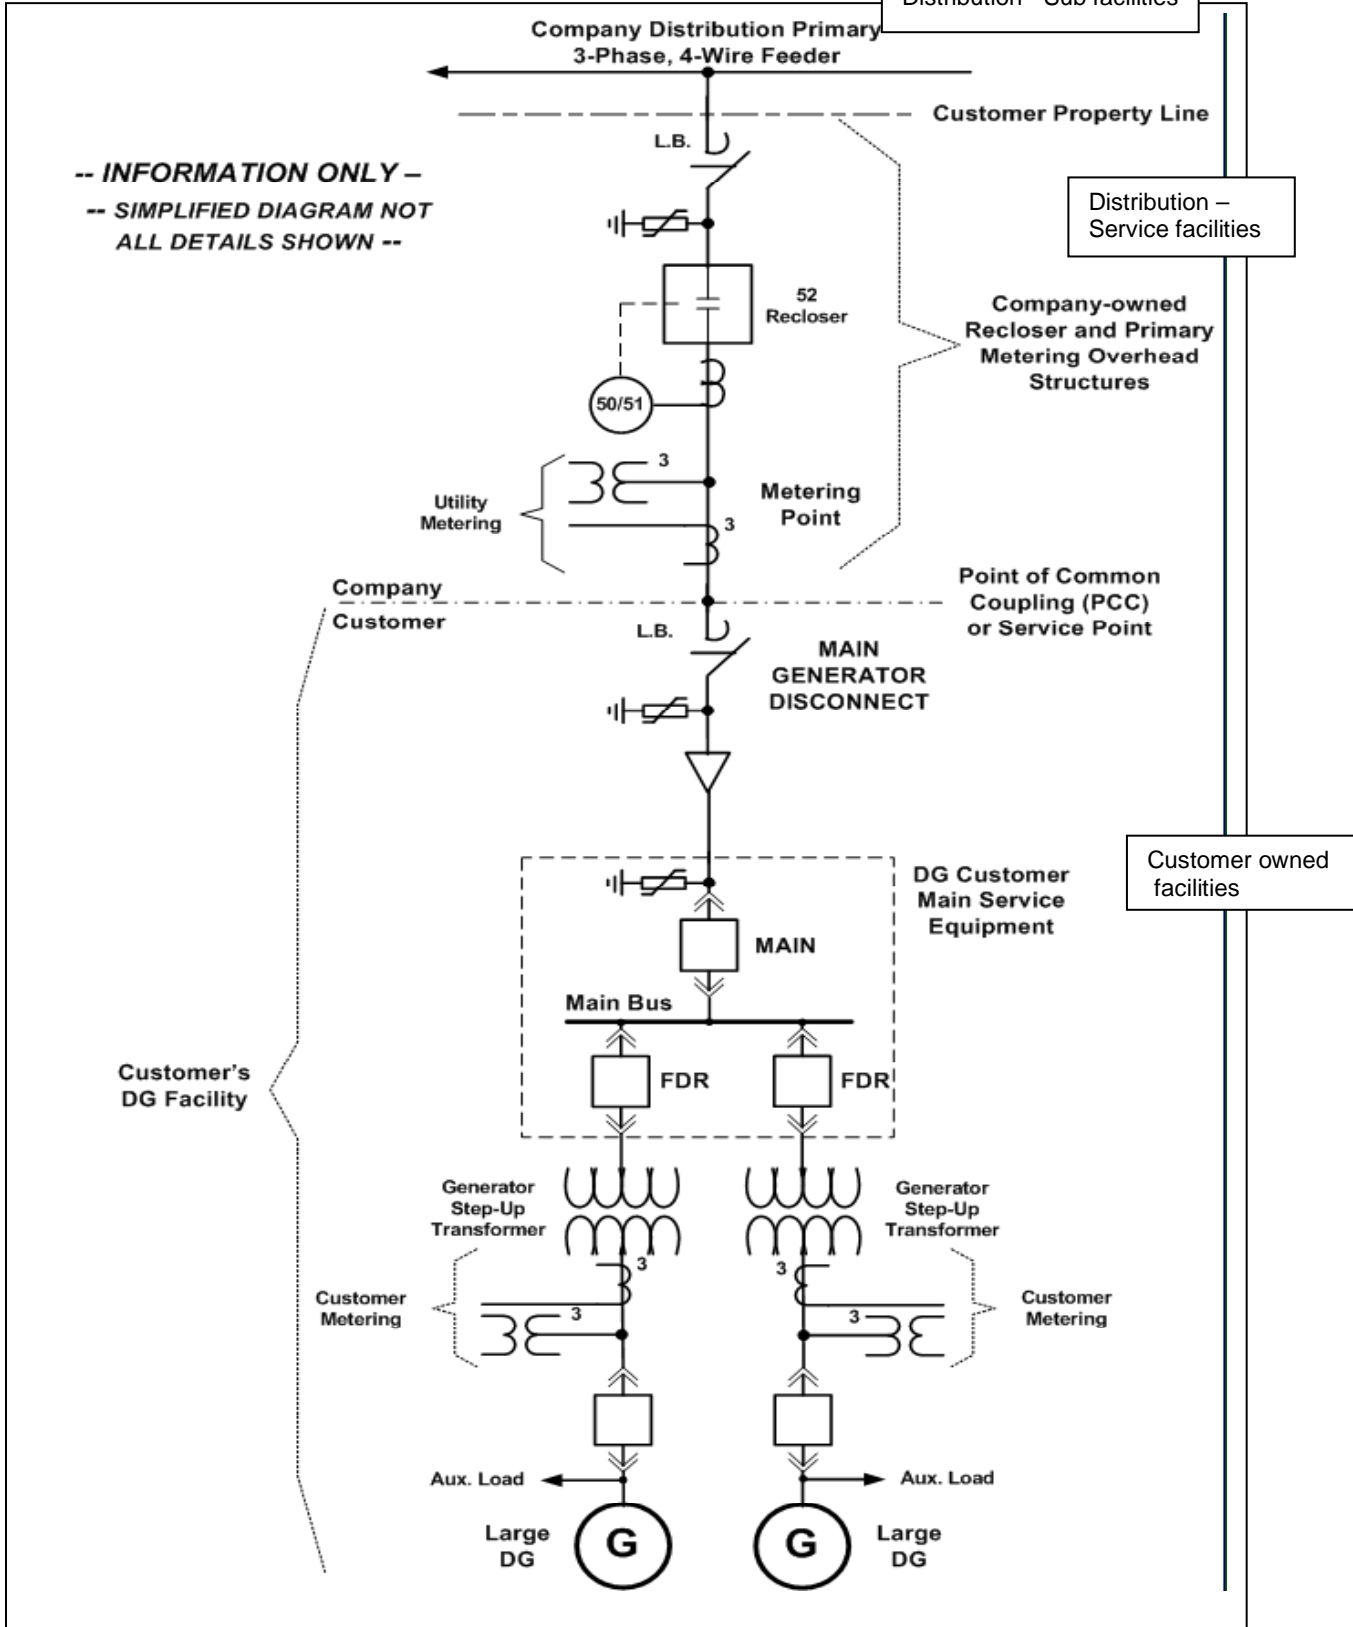 Distribution - Sub facilities
Company Distribution Primary
3-Phase, 4-Wire Feeder
Customer Property Line
L.B.
-- INFORMATION ONLY –
-- SIMPLIFIED DIAGRAM NOT
ALL DETAILS SHOWN --
Distribution –
Service facilities
52
Recloser
Company-owned
Recloser and Primary
Metering Overhead
Structures
50/51
3
Utility
Metering
Metering
Point
3
Company
Customer
Point of Common
Coupling (PCC)
or Service Point
L.B.
MAIN
GENERATOR
DISCONNECT
Customer owned
facilities
DG Customer
Main Service
Equipment
MAIN
Main Bus
FDR
FDR
Customer's
DG Facility
Generator
Step-Up
Transformer
Generator
Step-Up
Transformer
3
3
Customer
Metering
3
3
Customer
Metering
Aux. Load
Aux. Load
Large
DG
G
G
Large
DG